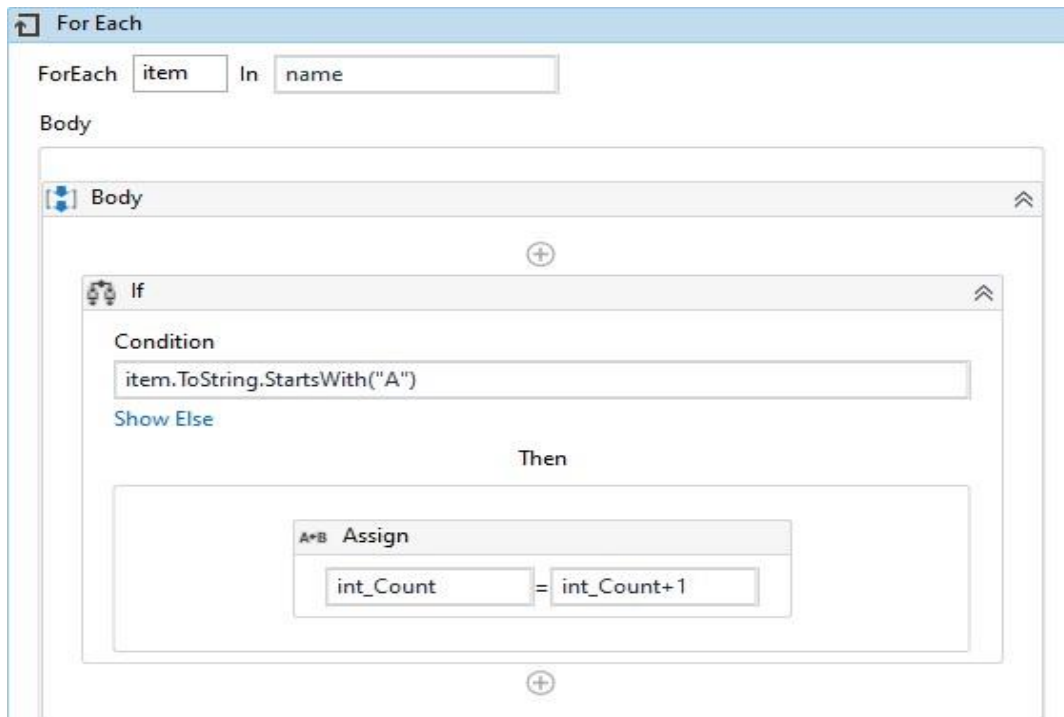 For Each
ForEach item In name
Body
Body
If
Condition
item.ToString.StartsWith("A")
Show Else
Then
A+B Assign
int_Count = int_Count+1